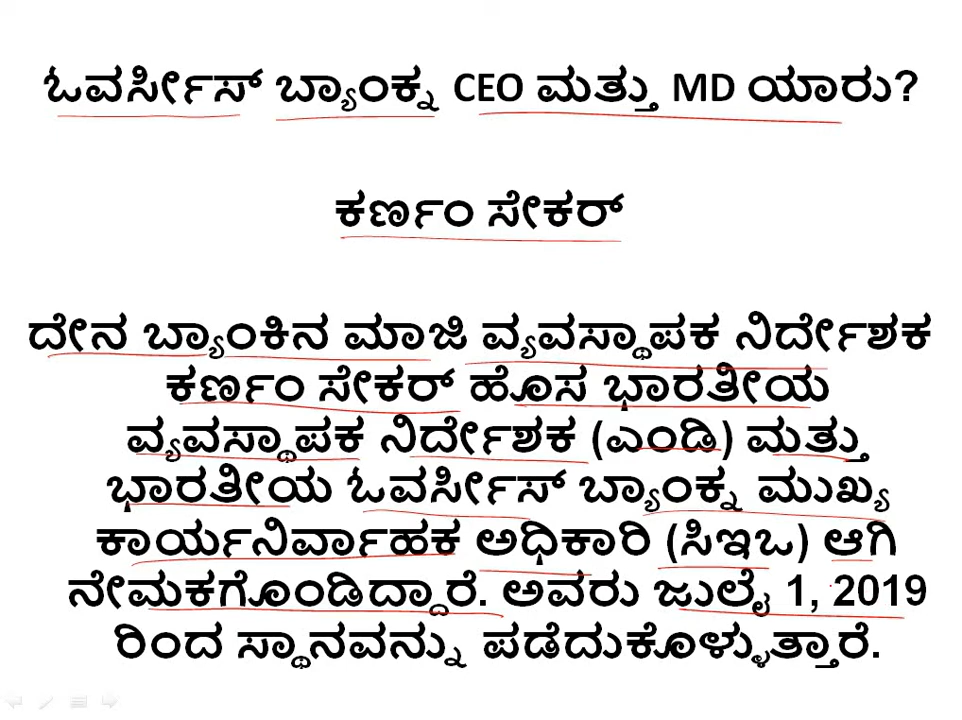 ಓವರ್ಸೀಸ್ ಬ್ಯಾಂಕ್ನ CEO ಮತ್ತು MD ಯಾರು?
ಕರ್ಣಂ ಸೇಕರ್
ದೇನ ಬ್ಯಾಂಕಿನ ಮಾಜಿ ವ್ಯವಸ್ಥಾಪಕ ನಿರ್ದೇಶಕ
ಕರ್ಣಂ ಸೇಕರ್ ಹೊಸ ಭಾರತೀಯ
ವ್ಯವಸ್ಥಾಪಕ ನಿರ್ದೇಶಕ (ಎಂಡಿ) ಮತ್ತು
ಭಾರತೀಯ ಓವರ್ಸೀಸ್ ಬ್ಯಾಂಕ್ನ ಮುಖ್ಯ
ಕಾರ್ಯನಿರ್ವಾಹಕ ಅಧಿಕಾರಿ (ಸಿಇಒ) ಆಗಿ
ನೇಮಕಗೊಂಡಿದ್ದಾರೆ. ಅವರು ಜುಲೈ 1, 2019
ರಿಂದ ಸ್ಥಾನವನ್ನು ಪಡೆದುಕೊಳ್ಳುತ್ತಾರೆ.